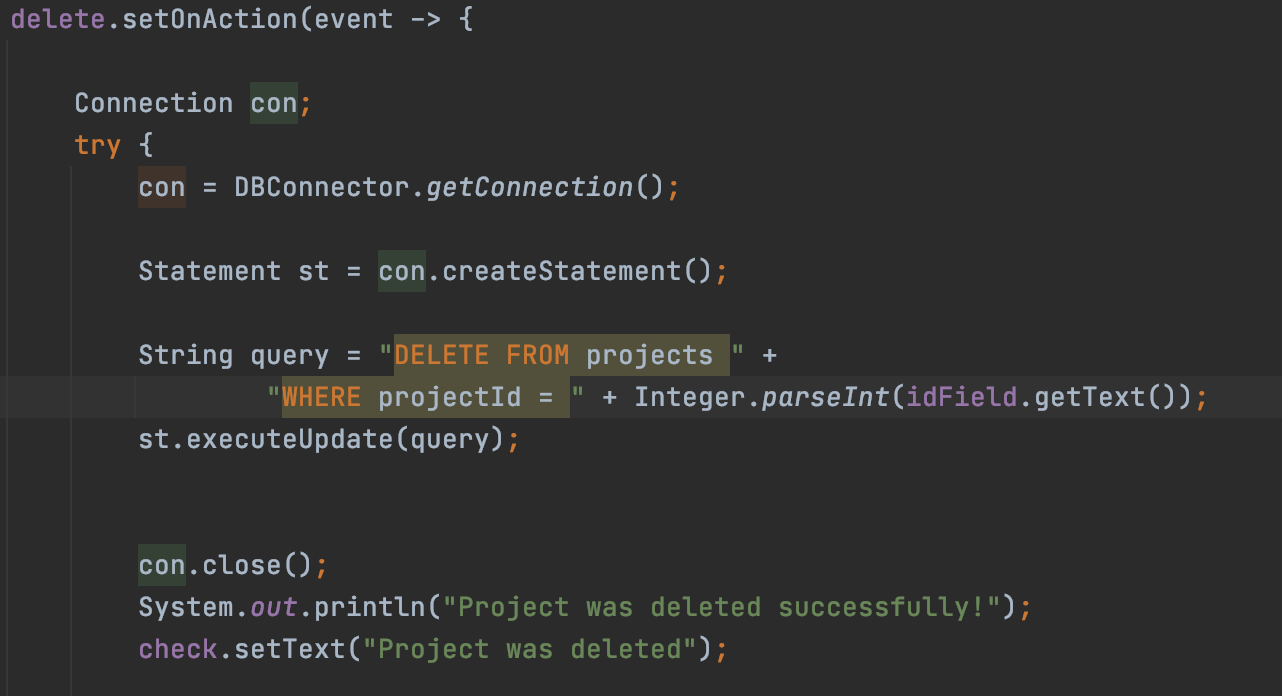 delete.setOnAction(event -> {
Connection con;
try {
con = DBConnector.getConnection();
Statement st = con.createStatement();
String query = "DELETE FROM projects " +
"WHERE projectId = " + Integer.parseInt(idField.getText());
st.executeUpdate(query);
con.close();
System.out.println("Project was deleted successfully!");
check.setText("Project was deleted");